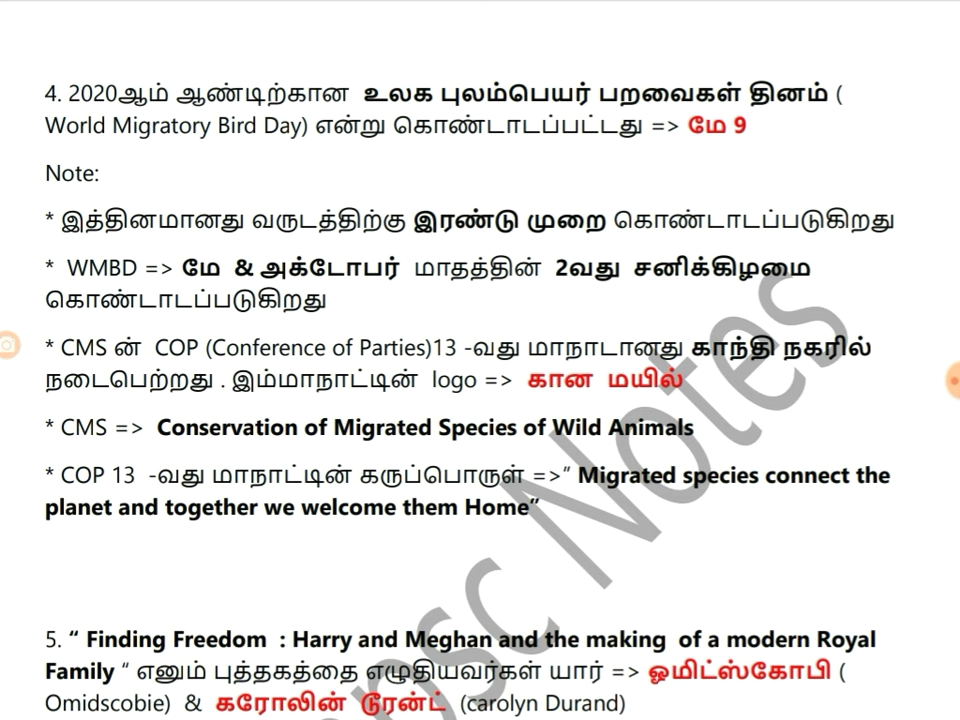 4. 2020ஆம் ஆண்டிற்கான உலக புலம்பெயர் பறவைகள் தினம் (
World Migratory Bird Day) என்று கொண்டாடப்பட்டது => மே 9
Note:
* இத்தினமானது வருடத்திற்கு இரண்டு முறை கொண்டாடப்படுகிறது
* WMBD => மே & அக்டோபர் மாதத்தின் 2வது சனிக்கிழமை
கொண்டாடப்படுகிறது
* CMS ன் COP (Conference of Parties)13 -வது மாநாடானது காந்தி நகரில்
நடைபெற்றது . இம்மாநாட்டின் logo => கான மயில்
* CMS => Conservation of Migrated Species of Wild Animals
* COP 13 -வது மாநாட்டின் கருப்பொருள் =>“ Migrated species connect the
planet and together we welcome them Home”
5. “ Finding Freedom : Harry and Meghan and the making of a modern Royal
Family “ எனும் புத்தகத்தை எழுதியவர்கள் யார் => ஓமிட்ஸ்கோபி (
Omidscobie) & கரோலின் டூரன்ட் (carolyn Durand)
Notes